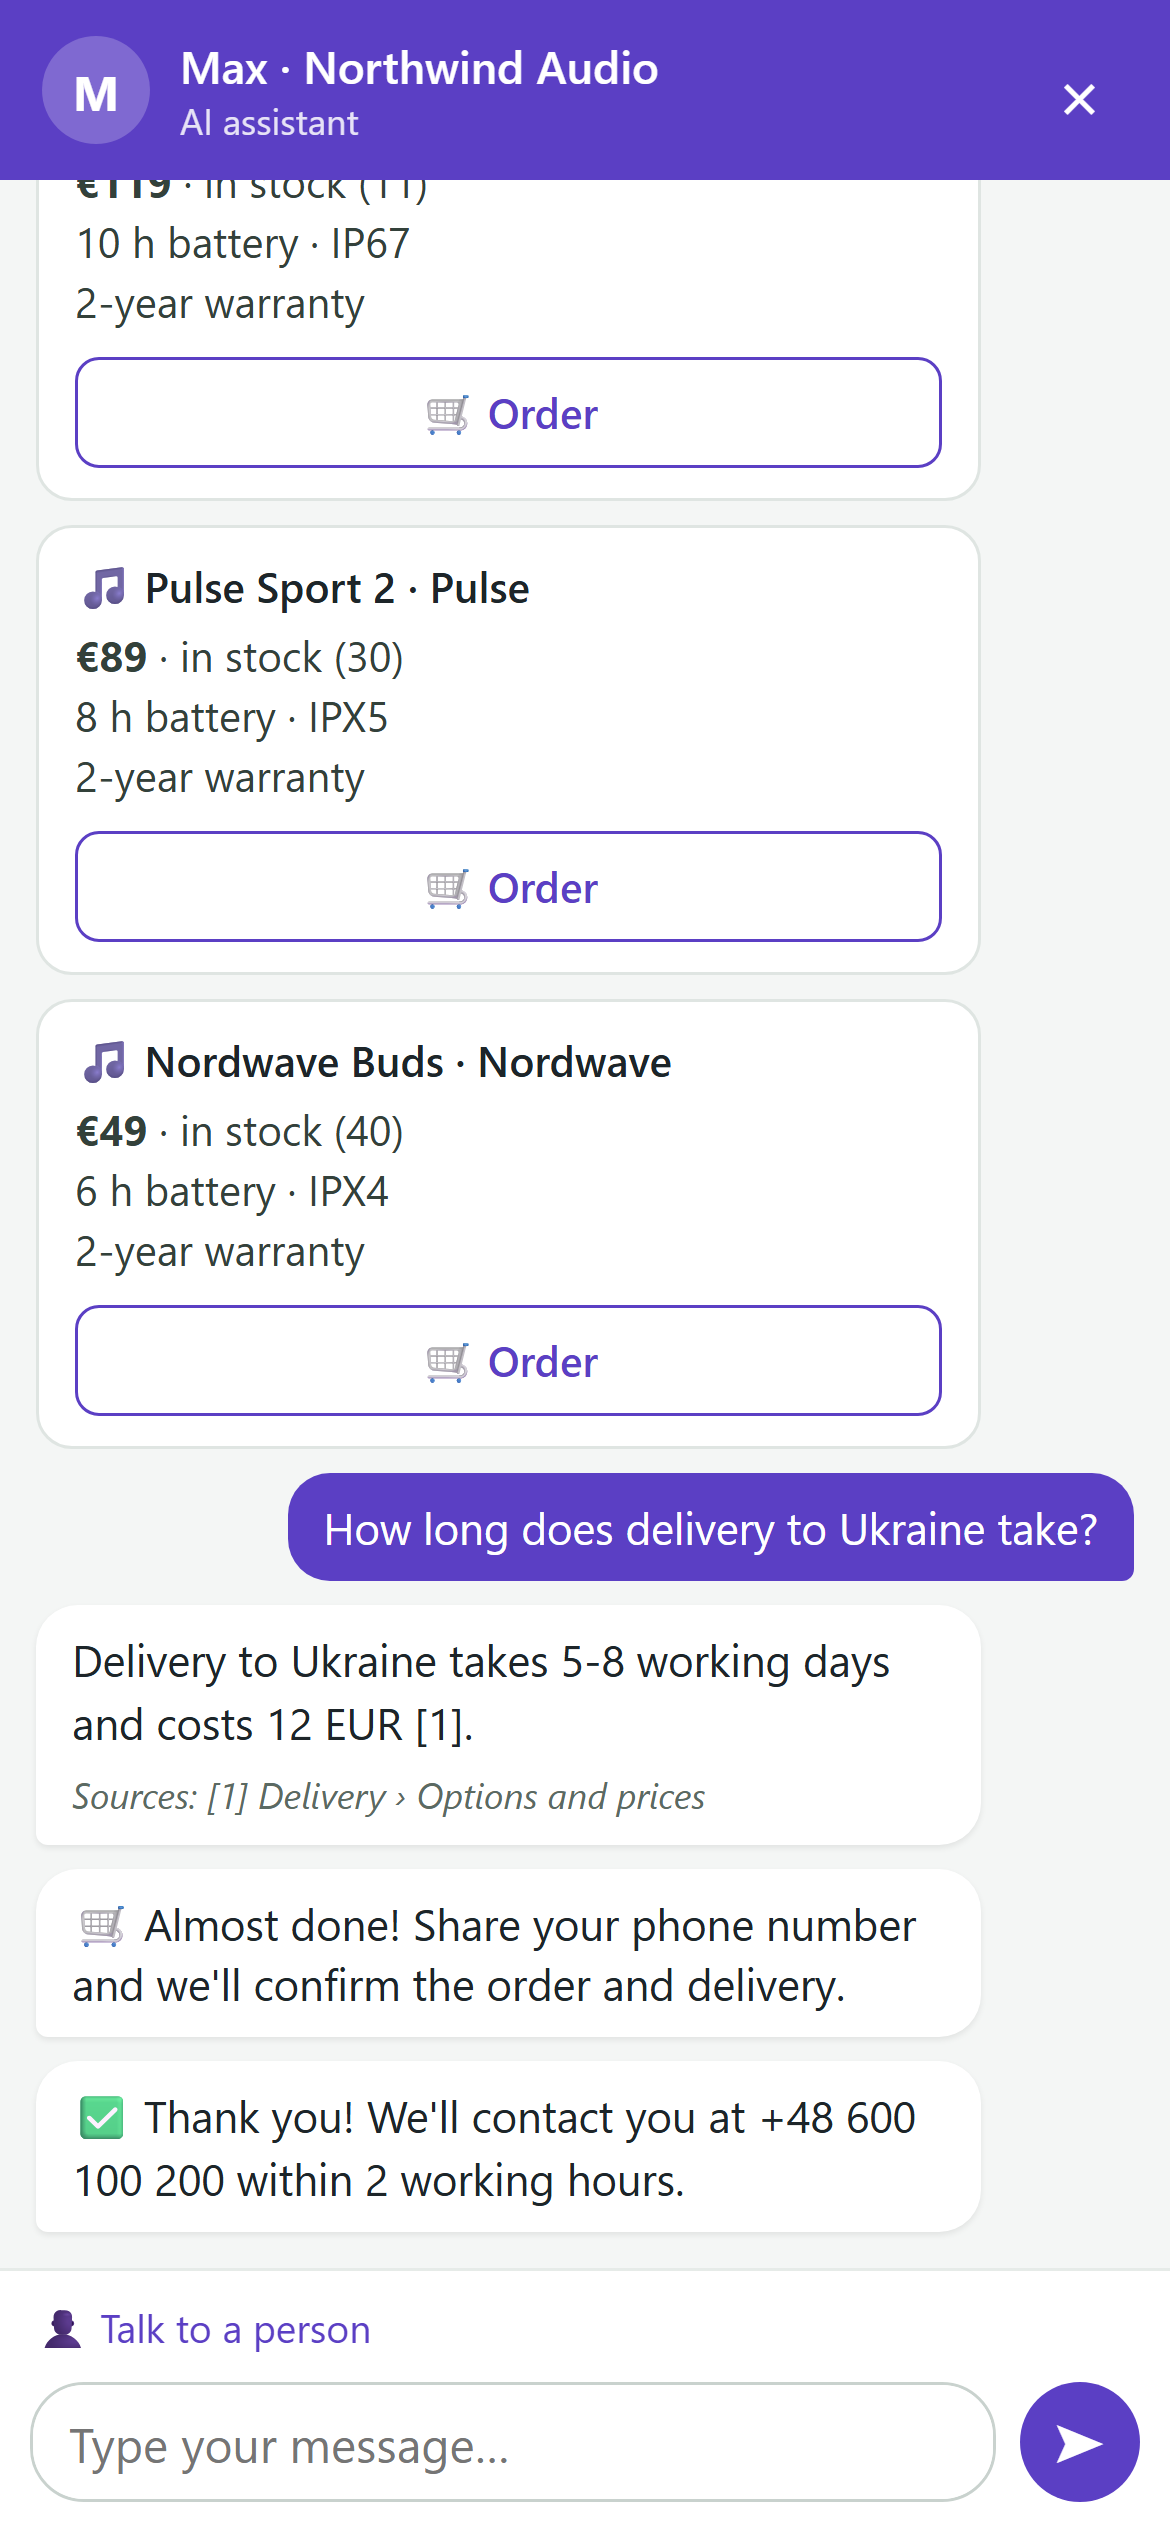 M
Max · Northwind Audio
AI assistant
€119 · in stock (11)
10 h battery · IP67
2-year warranty
Order
Pulse Sport 2 · Pulse
€89 · in stock (30)
8 h battery · IPX5
2-year warranty
Order
Nordwave Buds · Nordwave
€49 · in stock (40)
6 h battery · IPX4
2-year warranty
Order
How long does delivery to Ukraine take?
Delivery to Ukraine takes 5-8 working days
and costs 12 EUR [1].
Sources: [1] Delivery › Options and prices
Almost done! Share your phone number
and we'll confirm the order and delivery.
Thank you! We'll contact you at +48 600
100 200 within 2 working hours.
Talk to a person
Type your message...